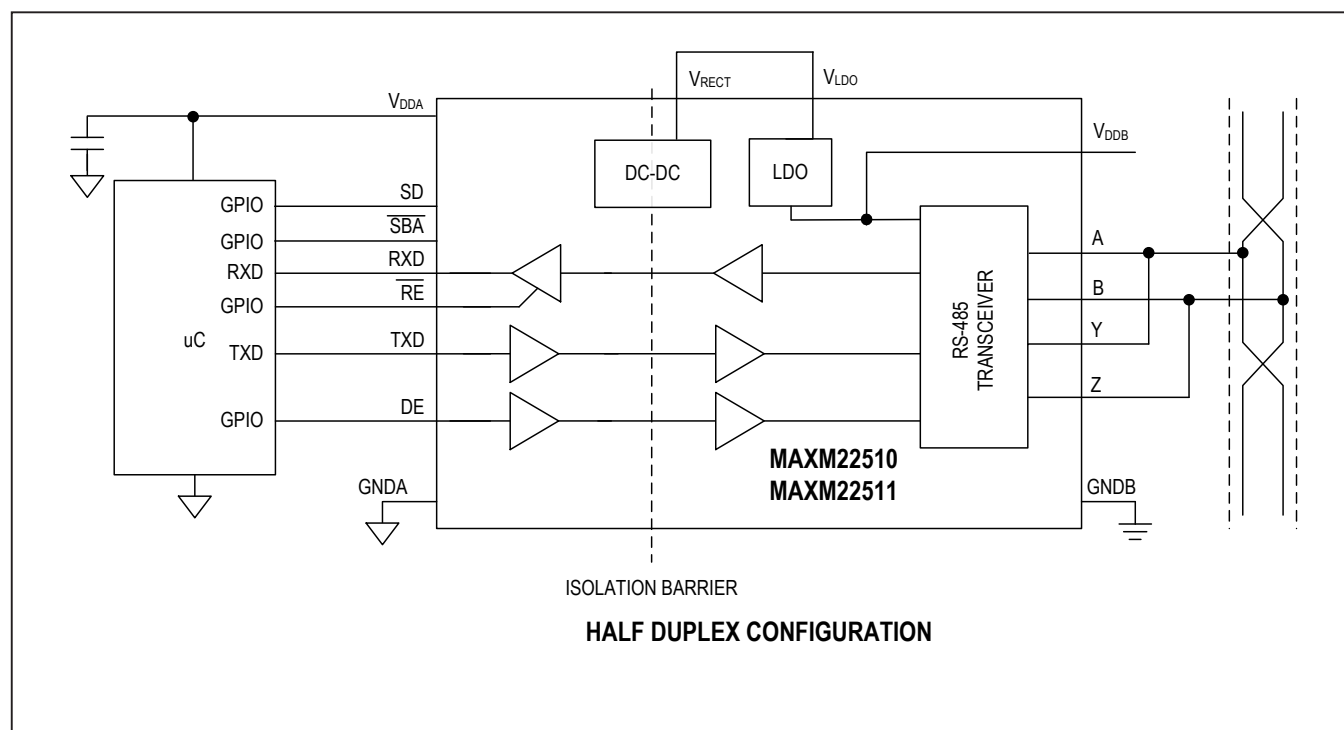 VRECT
VLDO
VDDA
VDDB
DC-DC
LDO
GPIO
SD
GPIO
SBA
RXD
RXD
GPIO
RE
uC
TXD
TXD
GPIO
DE
RS-485
TRANSCEIVER
A
B
Y
Z
MAXM22510
MAXM22511
GNDA
GNDB
ISOLATION BARRIER
HALF DUPLEX CONFIGURATION